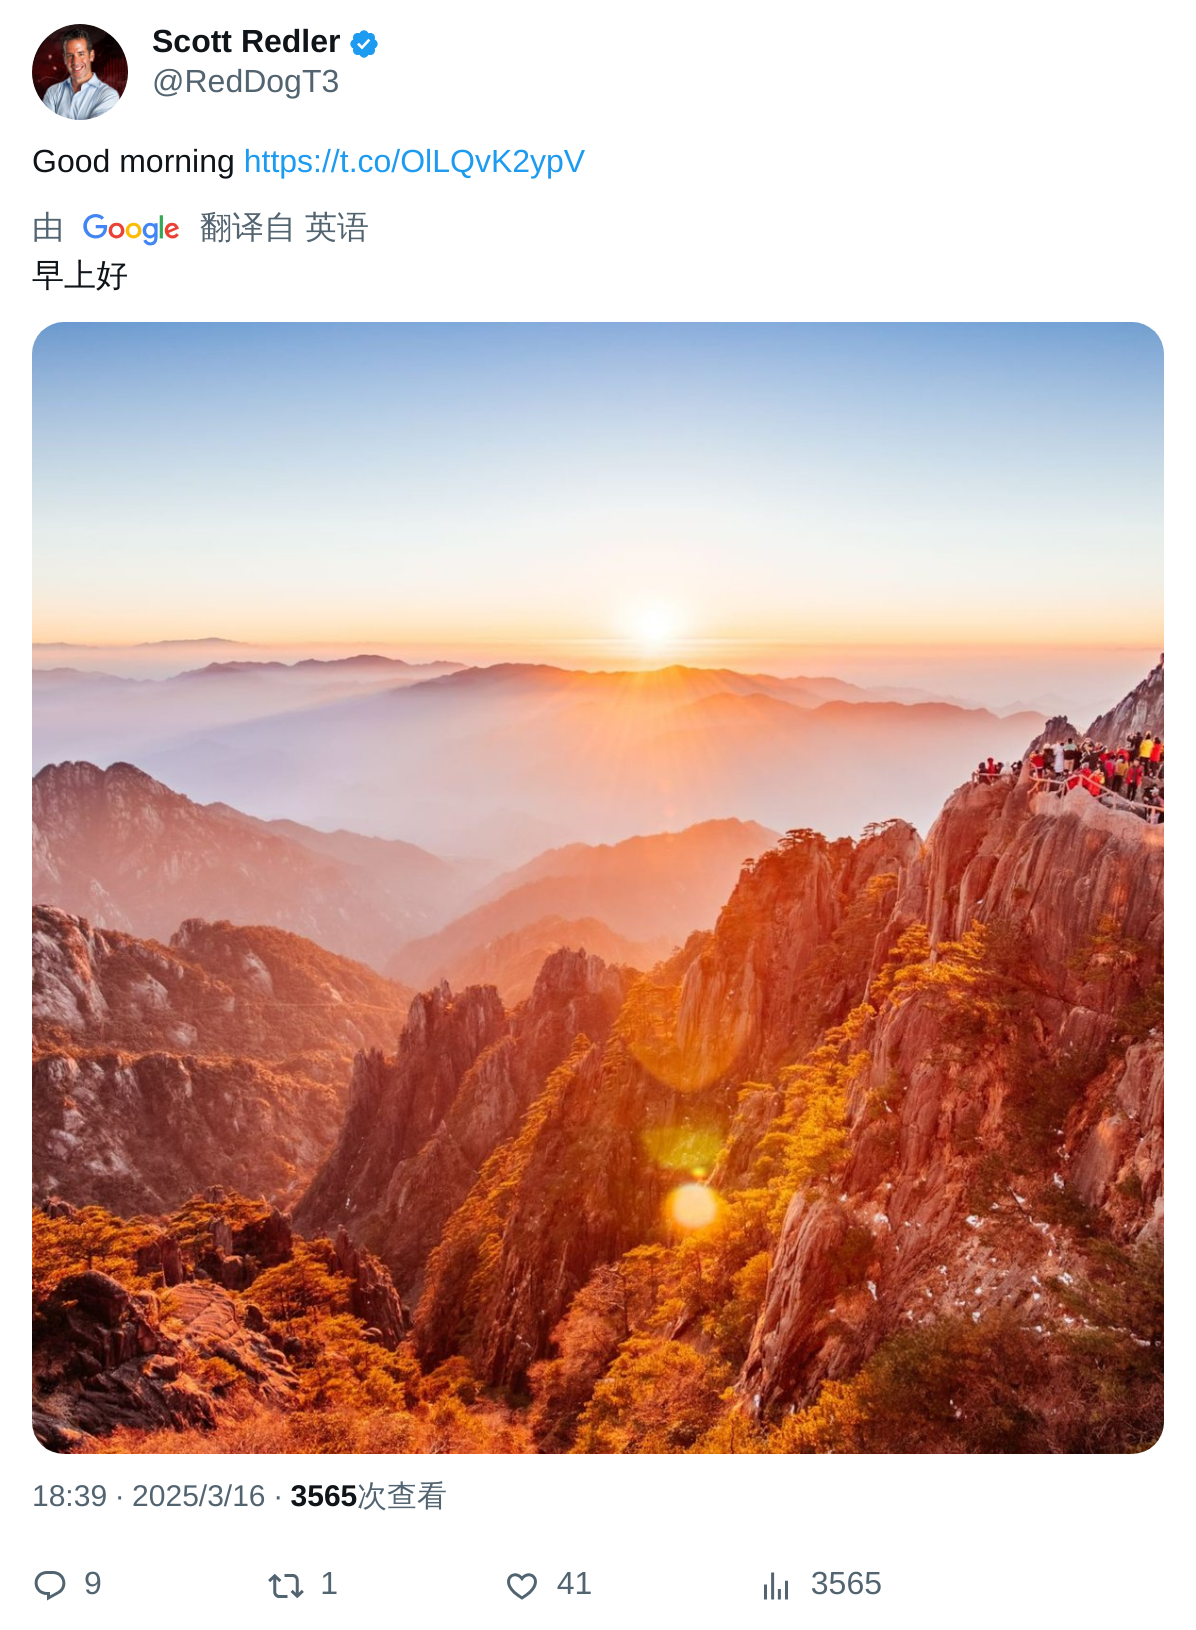 Scott Redler
@RedDogT3
Good morning https://t.co/OlLQvK2ypV
由 Google 翻译自 英语
早上好
18:39 · 2025/3/16 · 3565次查看
9 1 41 3565